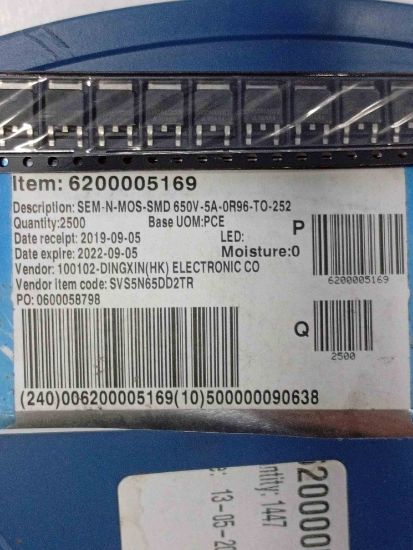 Item: 6200005169
Description: SEM-N-MOS-SMD 650V-5A-0R96-TO-252
Quantity:2500 Base UOM:PCE
Date receipt: 2019-09-05 LED:
Date expire: 2022-09-05 Moisture:0
Vendor: 100102-DINGXIN(HK) ELECTRONIC CO
Vendor item code: SVS5N65DD2TR
PO: 0600058798
P
6200005169
Q
2500
(240)006200005169(10)500000090638
620000
ntity: 1447
: 13-05-20